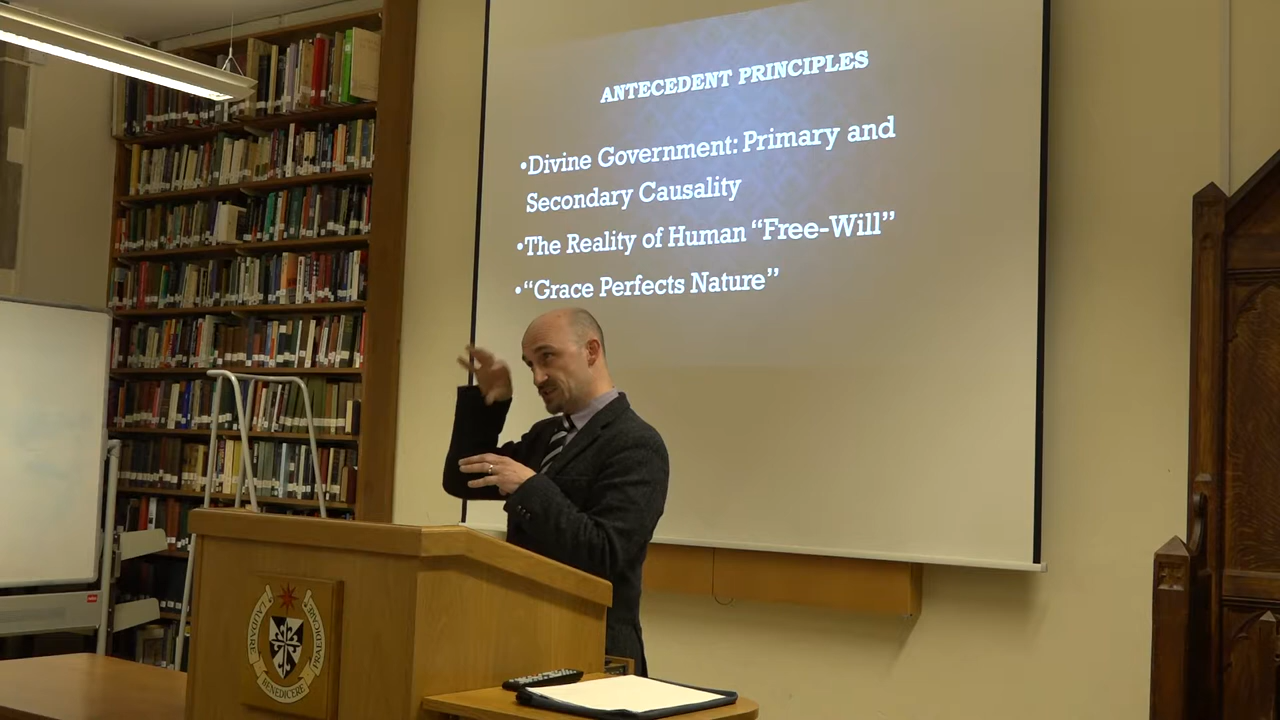 ANTECEDENT PRINCIPLES
•Divine Government: Primary and
Secondary Causality
•The Reality of Human “Free-Will”
•“Grace Perfects Nature”
LAUDARE
BENEDICERE
PRAEDICARE